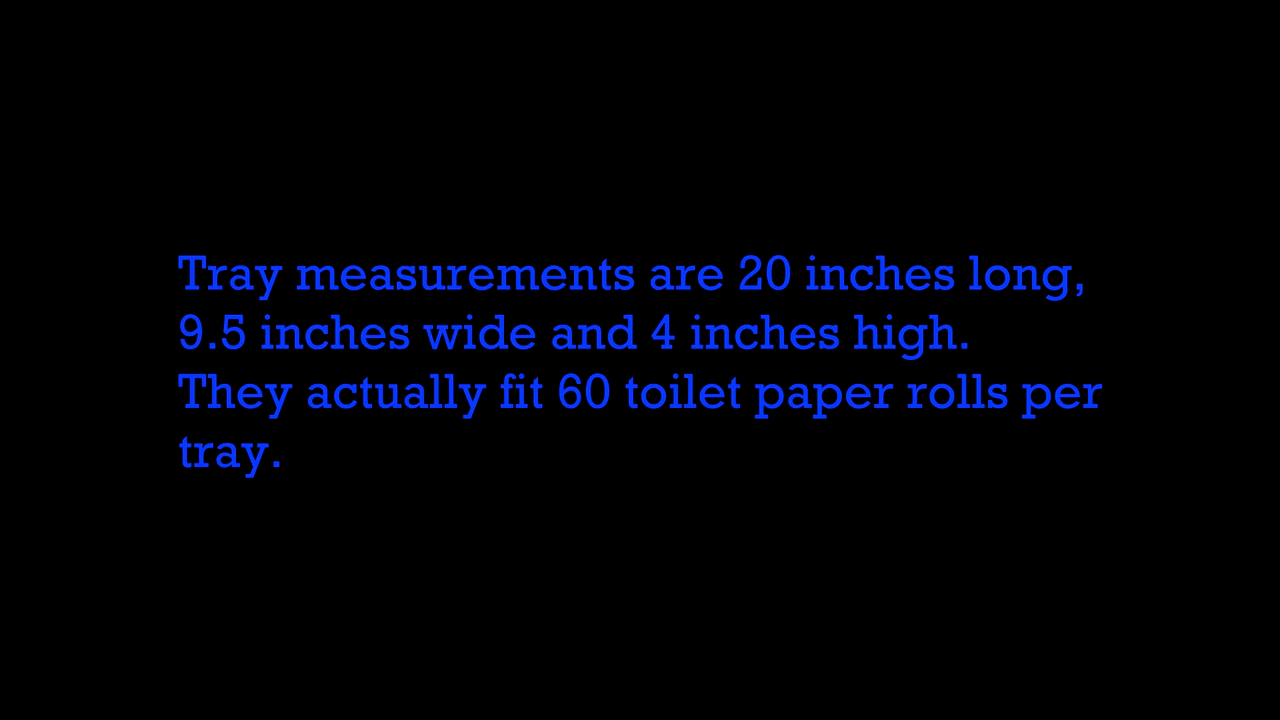 Tray measurements are 20 inches long,
9.5 inches wide and 4 inches high.
They actually fit 60 toilet paper rolls per
tray.